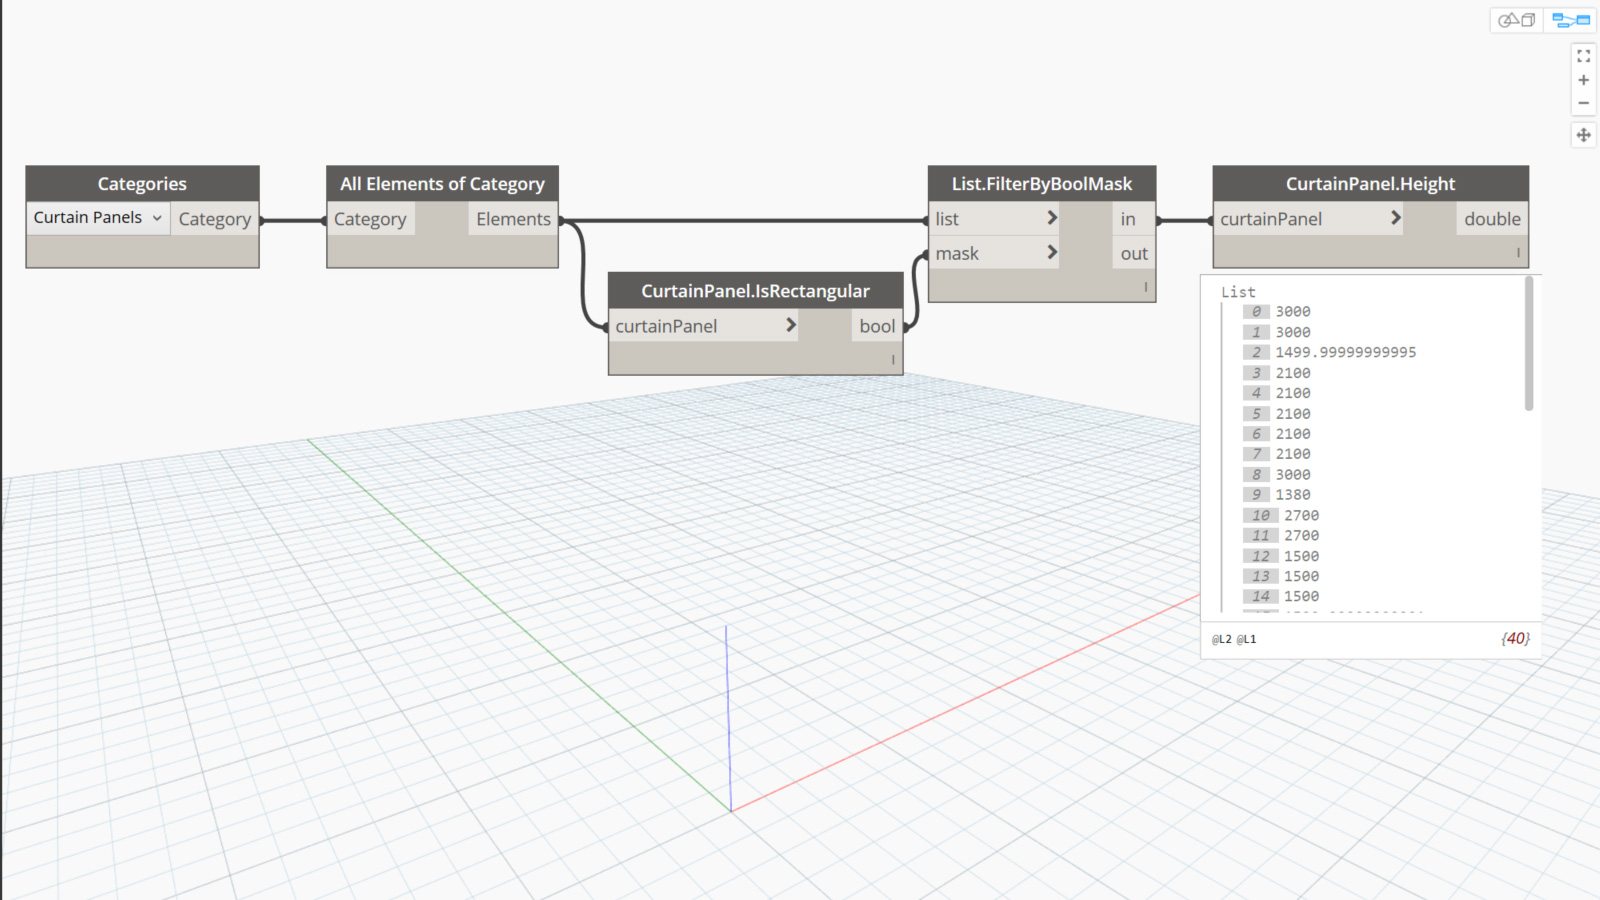 Categories
Curtain Panels Category
All Elements of Category
Category Elements
CurtainPanel.IsRectangular
curtainPanel bool
List.FilterByBoolMask
list in
mask out
CurtainPanel.Height
curtainPanel double
List
0 3000
1 3000
2 1499.99999999995
3 2100
4 2100
5 2100
6 2100
7 2100
8 3000
9 1380
10 2700
11 2700
12 1500
13 1500
14 1500
@L2 @L1 {40}